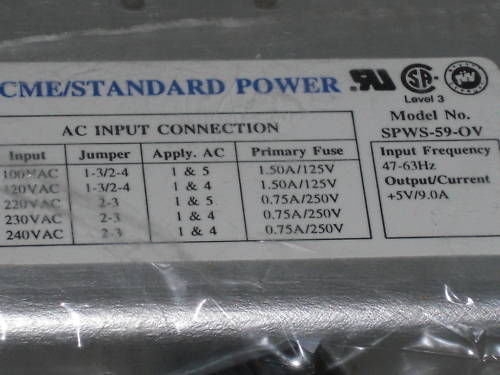 CME/STANDARD POWER
Level 3
Model No.
SPWS-59-OV
AC INPUT CONNECTION
Input Jumper Apply. AC Primary Fuse
100VAC 1-3/2-4 1 & 5 1.50A/125V
120VAC 1-3/2-4 1 & 4 1.50A/125V
220VAC 2-3 1 & 5 0.75A/250V
230VAC 2-3 1 & 4 0.75A/250V
240VAC 2-3 1 & 4 0.75A/250V
Input Frequency
47-63Hz
Output/Current
+5V/9.0A